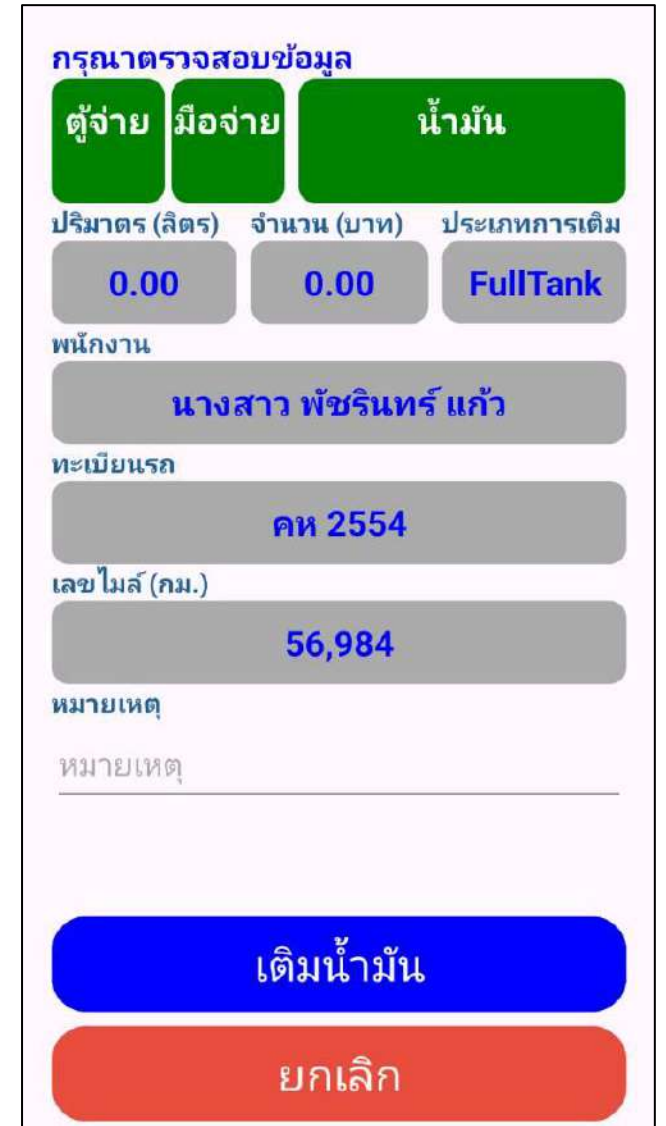 กรุณาตรวจสอบข้อมูล
ตู้จ่าย มือจ่าย น้ำมัน
ปริมาตร (ลิตร) จำนวน (บาท) ประเภทการเติม
0.00 0.00 FullTank
พนักงาน
นางสาว พัชรินทร์ แก้ว
ทะเบียนรถ
คห 2554
เลขไมล์ (กม.)
56,984
หมายเหตุ
หมายเหตุ
เติมน้ำมัน
ยกเลิก